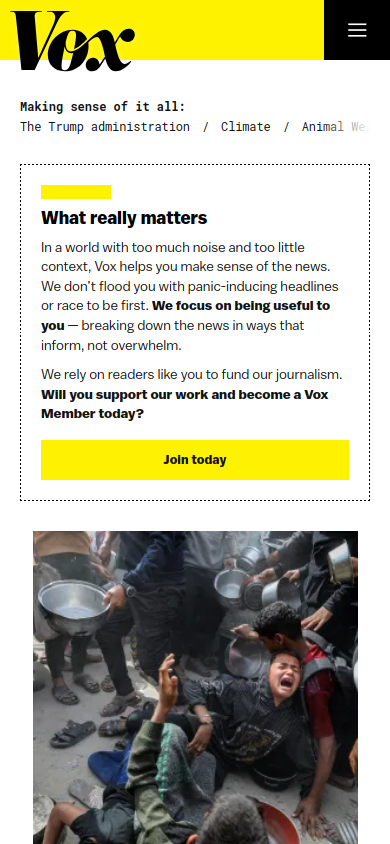 Vox
Making sense of it all:
The Trump administration / Climate / Animal We
What really matters
In a world with too much noise and too little
context, Vox helps you make sense of the news.
We don't flood you with panic-inducing headlines
or race to be first. We focus on being useful to
you — breaking down the news in ways that
inform, not overwhelm.
We rely on readers like you to fund our journalism.
Will you support our work and become a Vox
Member today?
Join today